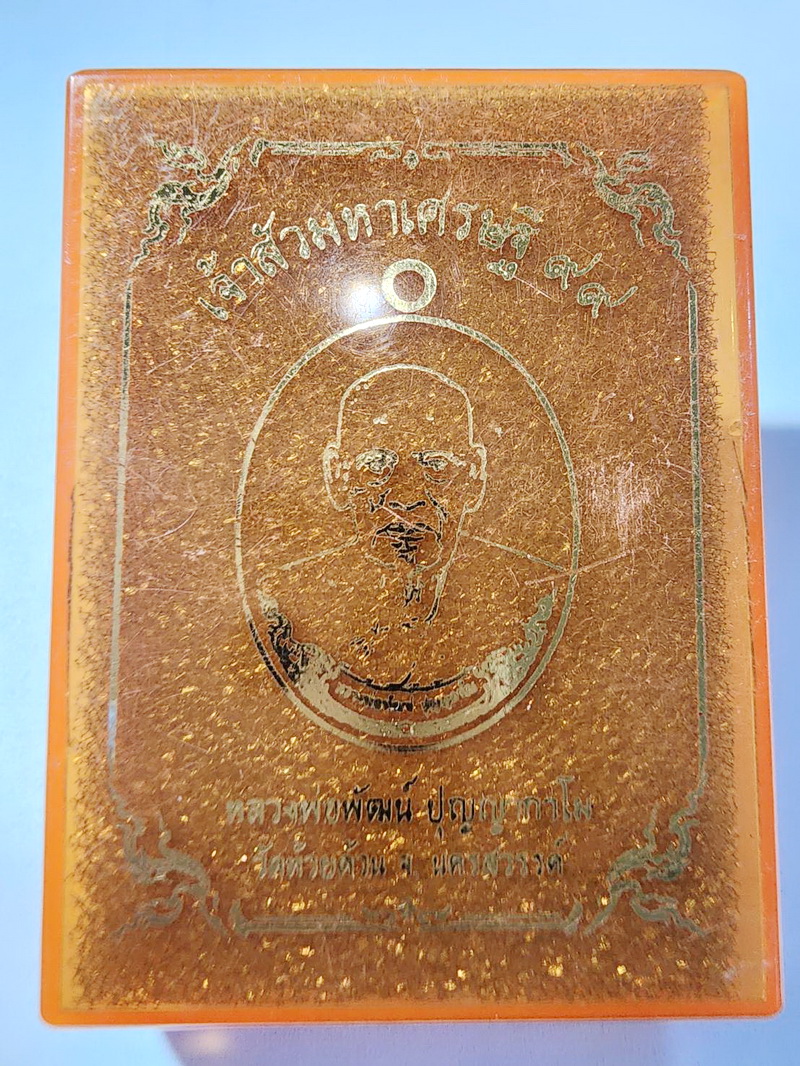 เจ้าสัวมหาเศรษฐี ๙๙
หลวงพ่อพัฒน์ ปุญญากาโม
วัดห้วยด้วน จ. นครสวรรค์